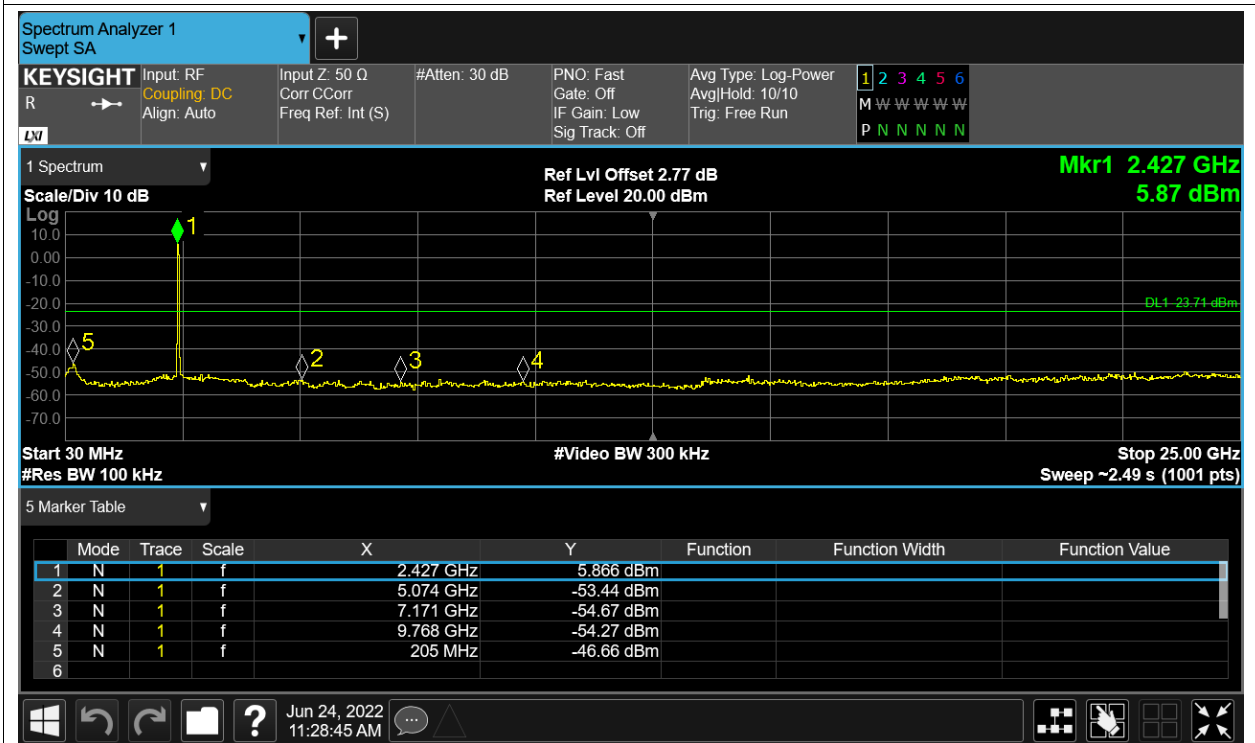 Spectrum Analyzer 1
Swept SA
KEYSIGHT
R
LXI
Input: RF
Coupling: DC
Align: Auto
Input Z: 50 Ω
Corr CCorr
Freq Ref: Int (S)
#Atten: 30 dB
PNO: Fast
Gate: Off
IF Gain: Low
Sig Track: Off
Avg Type: Log-Power
Avg|Hold: 10/10
Trig: Free Run
1 2 3 4 5 6
M W W W W W
P N N N N N
1 Spectrum
Scale/Div 10 dB
Ref Lvl Offset 2.77 dB
Ref Level 20.00 dBm
Mkr1 2.427 GHz
5.87 dBm
Log
10.0
0.00
-10.0
-20.0
-30.0
-40.0
-50.0
-60.0
-70.0
1
5
2
3
4
DL1 -23.71 dBm
Start 30 MHz
#Res BW 100 kHz
#Video BW 300 kHz
Stop 25.00 GHz
Sweep ~2.49 s (1001 pts)
5 Marker Table
Mode Trace Scale X Y Function Function Width Function Value
1 N 1 f 2.427 GHz 5.866 dBm
2 N 1 f 5.074 GHz -53.44 dBm
3 N 1 f 7.171 GHz -54.67 dBm
4 N 1 f 9.768 GHz -54.27 dBm
5 N 1 f 205 MHz -46.66 dBm
6
?
Jun 24, 2022
11:28:45 AM